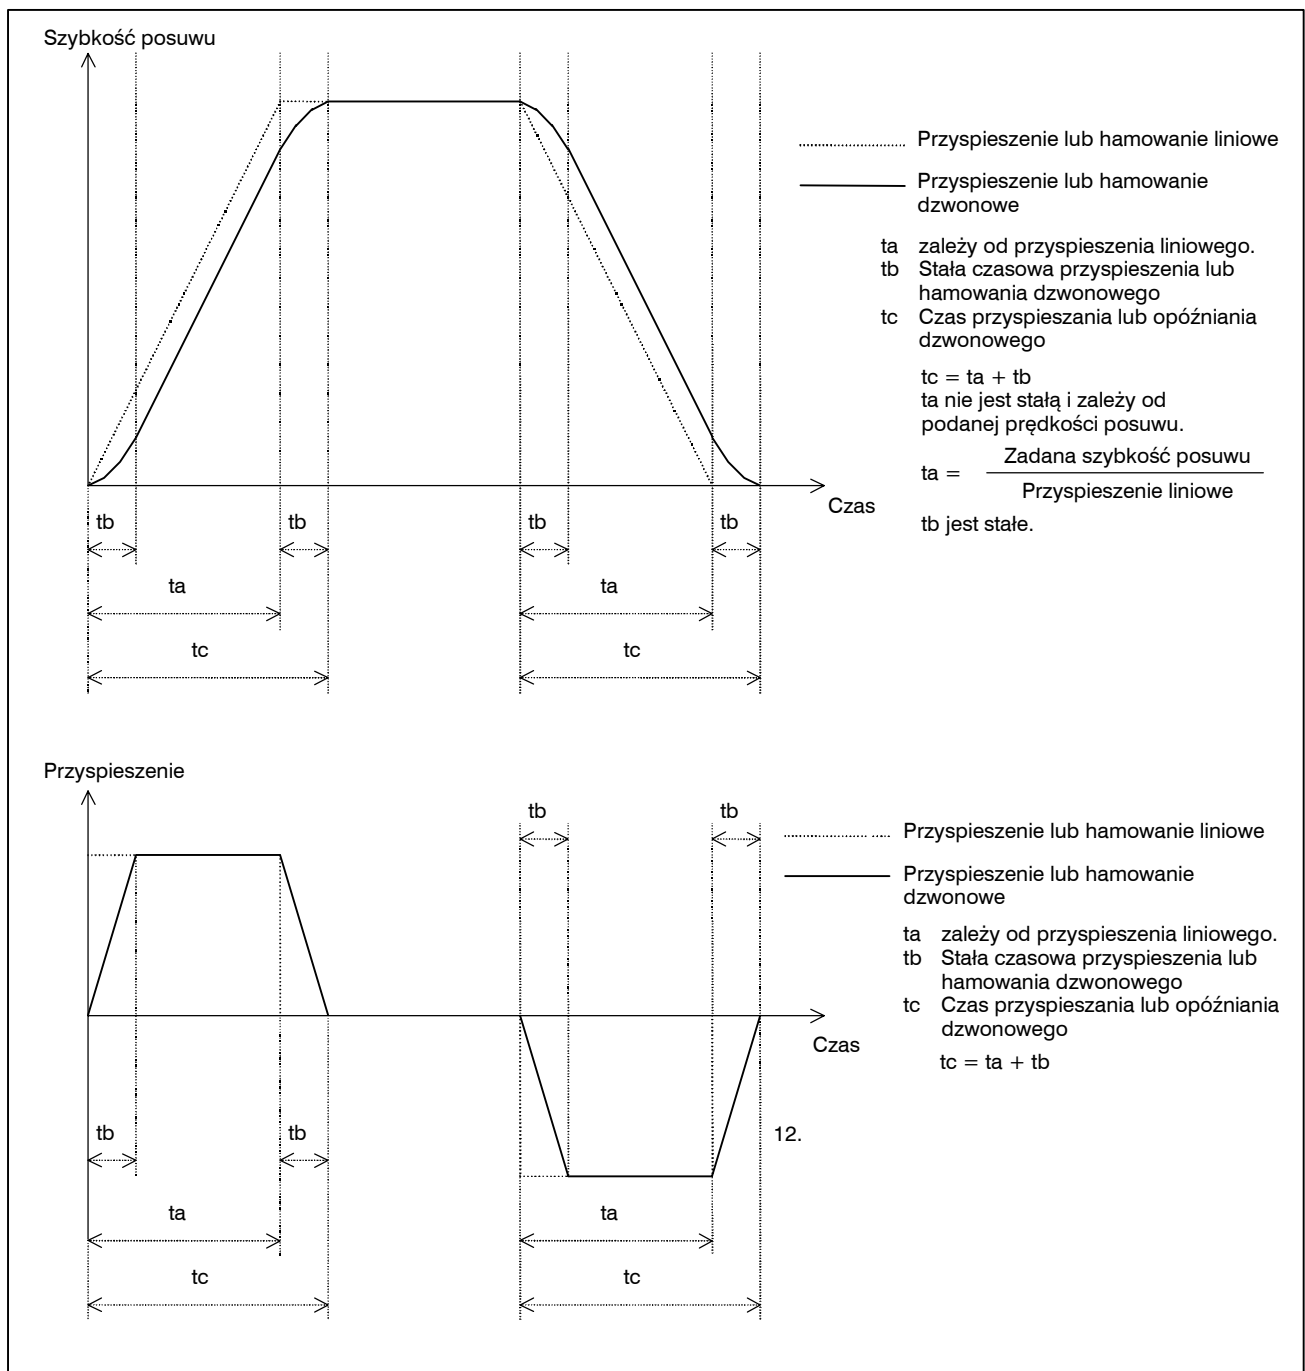 Szybkość posuwu
Przyspieszenie lub hamowanie liniowe
Przyspieszenie lub hamowanie
dzwonowe
ta zależy od przyspieszenia liniowego.
tb Stała czasowa przyspieszenia lub
hamowania dzwonowego
tc Czas przyspieszania lub opóźniania
dzwonowego
tc = ta + tb
ta nie jest stałą i zależy od
podanej prędkości posuwu.
ta = Zadana szybkość posuwu
Przyspieszenie liniowe
tb jest stałe.
Czas
tb tb tb tb
ta ta
tc tc
Przyspieszenie
tb tb
Przyspieszenie lub hamowanie liniowe
Przyspieszenie lub hamowanie
dzwonowe
ta zależy od przyspieszenia liniowego.
tb Stała czasowa przyspieszenia lub
hamowania dzwonowego
tc Czas przyspieszania lub opóźniania
dzwonowego
tc = ta + tb
Czas
tb tb 12.
ta ta
tc tc